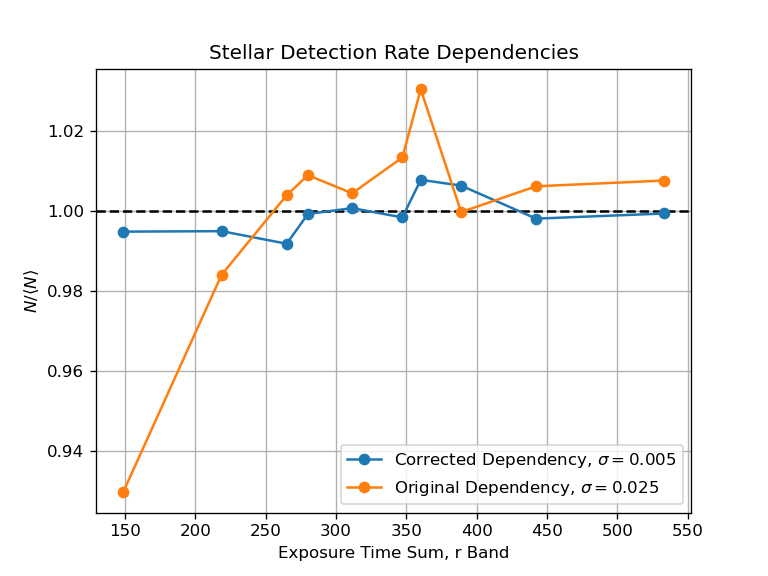 Stellar Detection Rate Dependencies
N/⟨N⟩
1.02
1.00
0.98
0.96
0.94
Corrected Dependency, σ = 0.005
Original Dependency, σ = 0.025
150 200 250 300 350 400 450 500 550
Exposure Time Sum, r Band